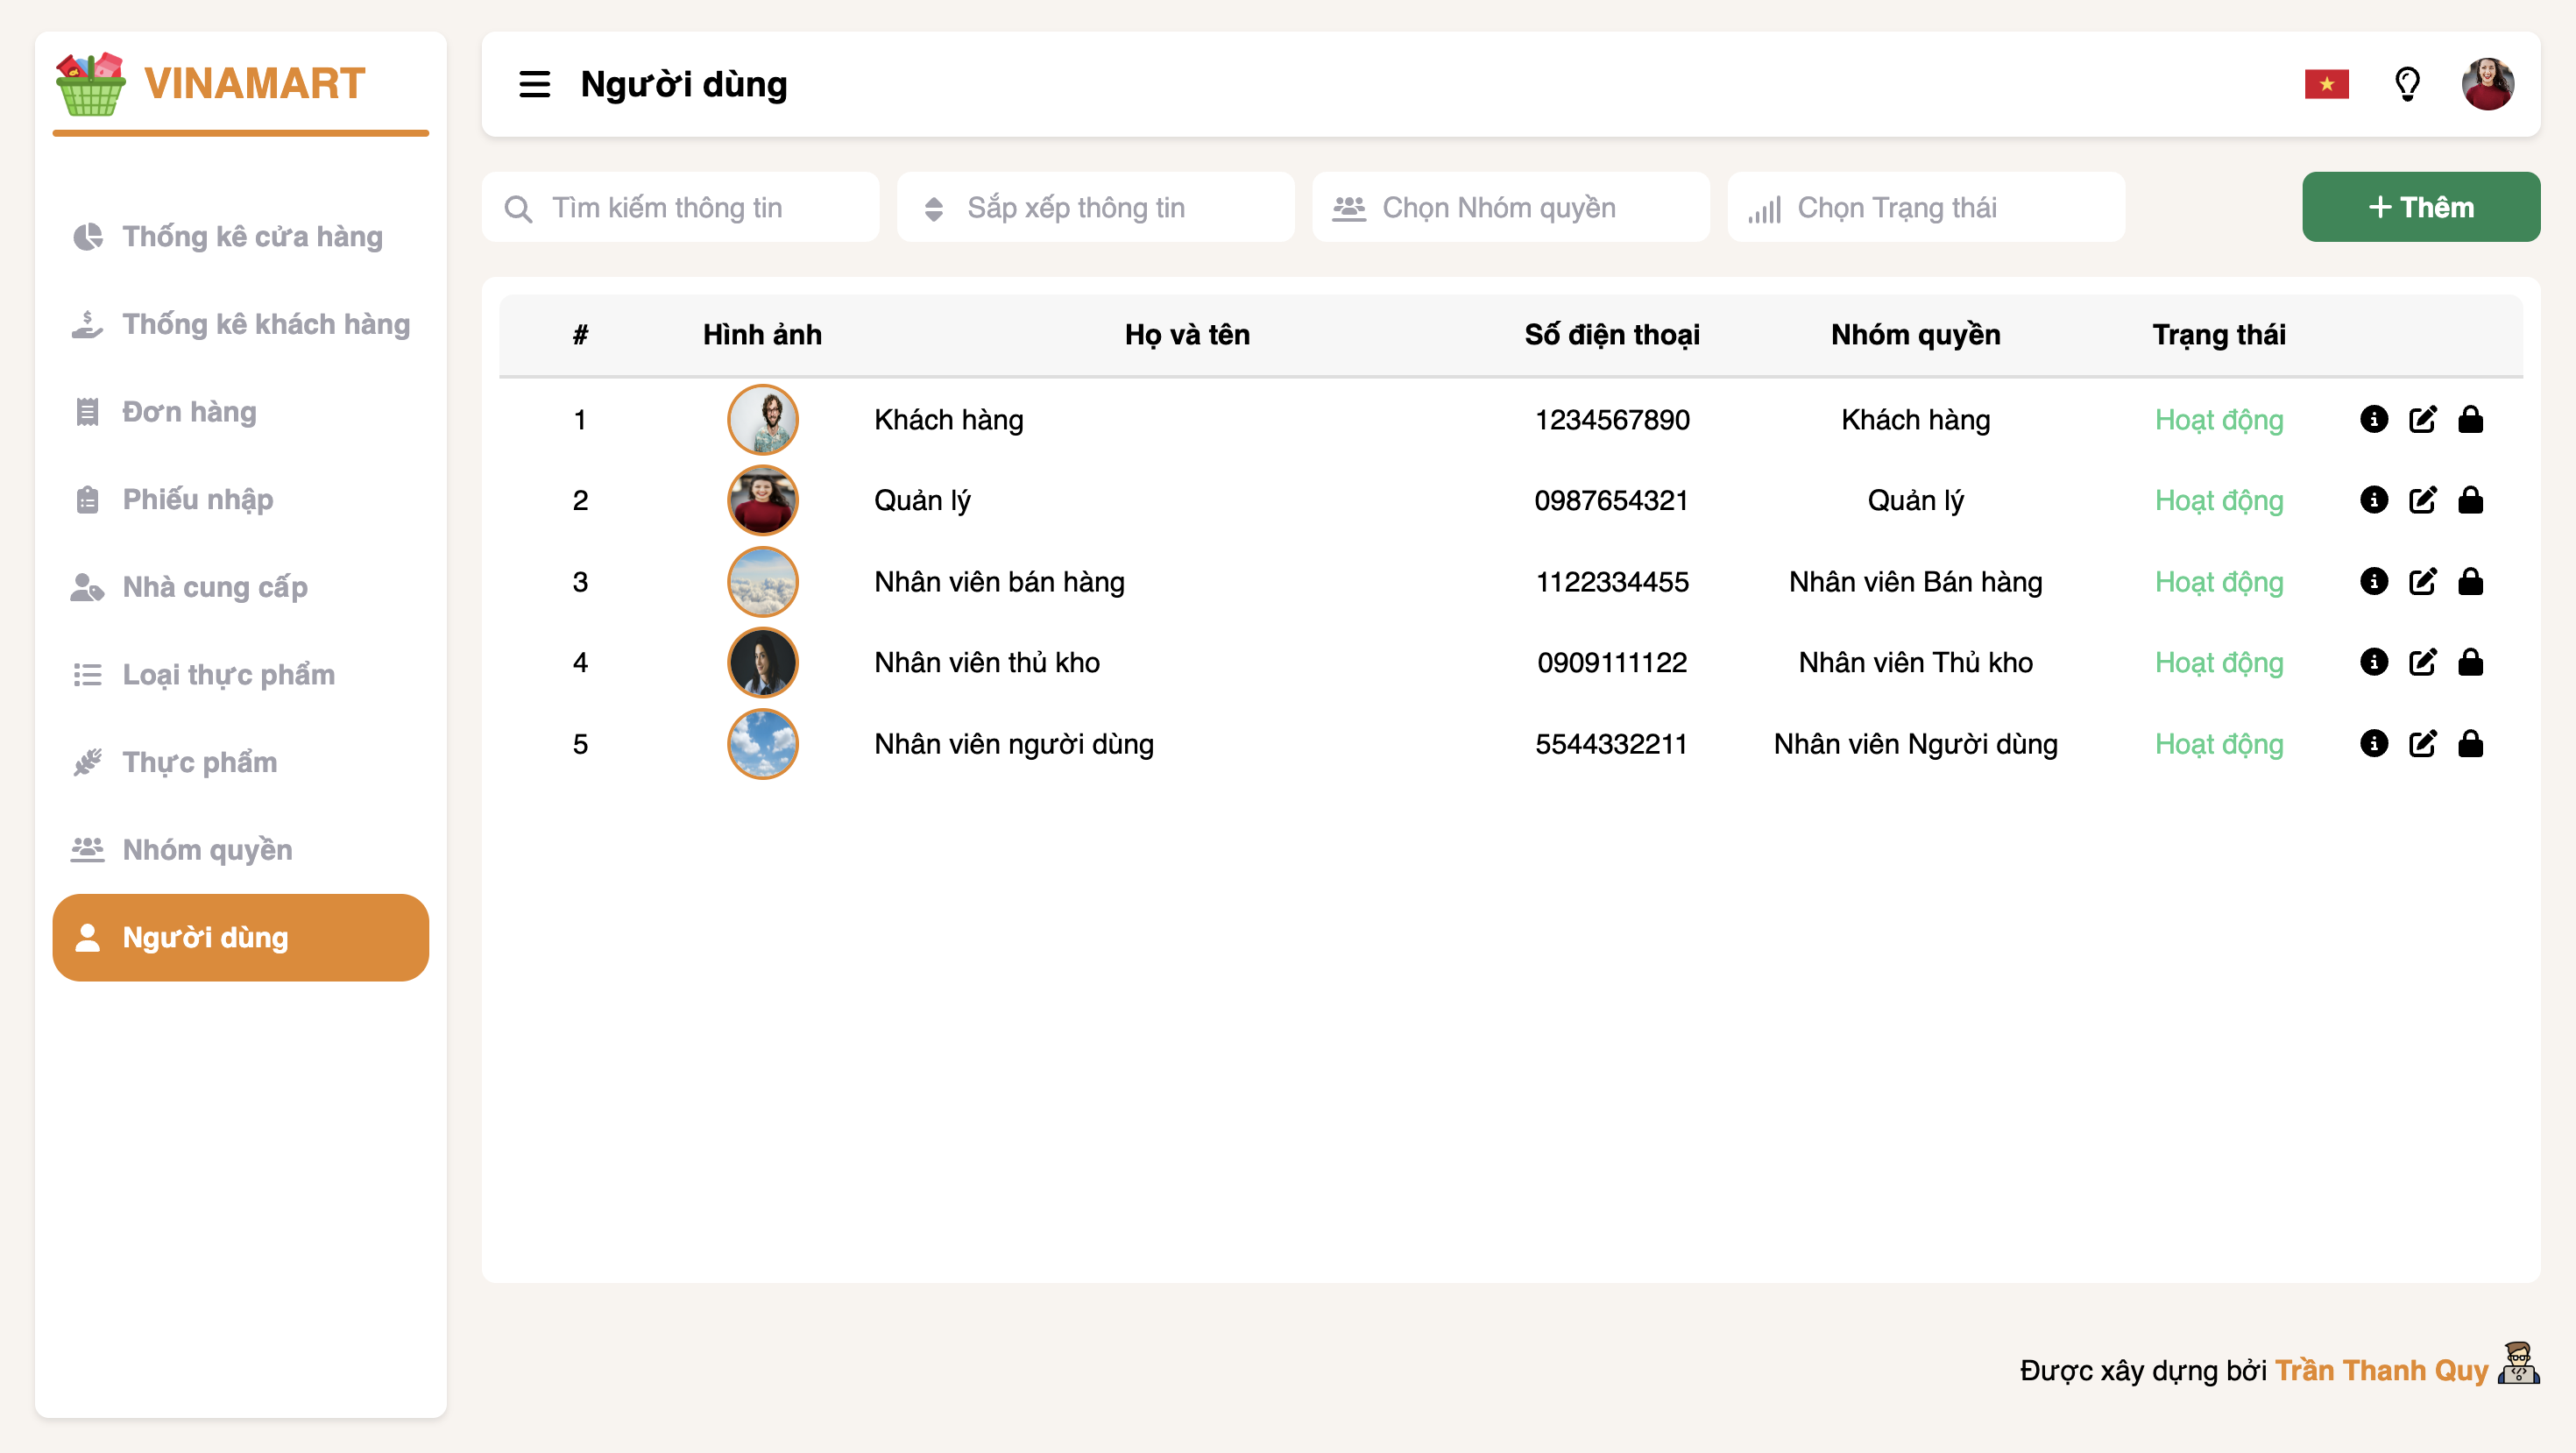 VINAMART
Thống kê cửa hàng
Thống kê khách hàng
Đơn hàng
Phiếu nhập
Nhà cung cấp
Loại thực phẩm
Thực phẩm
Nhóm quyền
Người dùng
Người dùng
Tìm kiếm thông tin
Sắp xếp thông tin
Chọn Nhóm quyền
Chọn Trạng thái
+ Thêm
# Hình ảnh Họ và tên Số điện thoại Nhóm quyền Trạng thái
1 Khách hàng 1234567890 Khách hàng Hoạt động
2 Quản lý 0987654321 Quản lý Hoạt động
3 Nhân viên bán hàng 1122334455 Nhân viên Bán hàng Hoạt động
4 Nhân viên thủ kho 0909111122 Nhân viên Thủ kho Hoạt động
5 Nhân viên người dùng 5544332211 Nhân viên Người dùng Hoạt động
Được xây dựng bởi Trần Thanh Quy